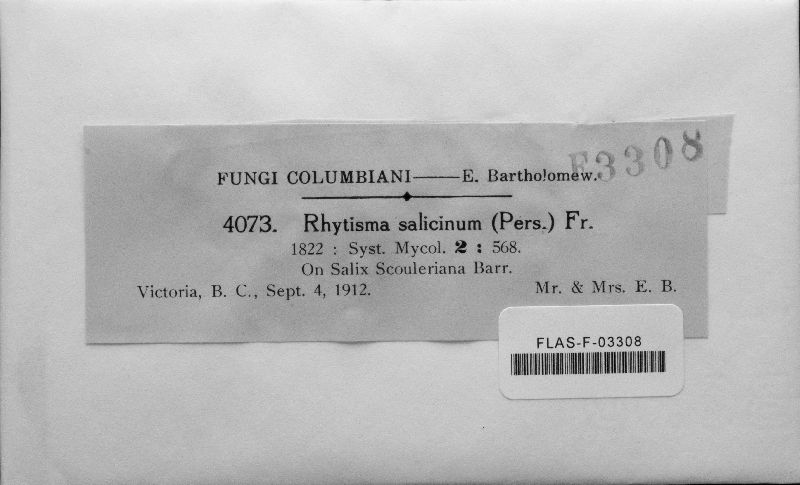 F3308
FUNGI COLUMBIANI——E. Bartholomew.
4073. Rhytisma salicinum (Pers.) Fr.
1822 : Syst. Mycol. 2 : 568.
On Salix Scouleriana Barr.
Victoria, B. C., Sept. 4, 1912. Mr. & Mrs. E. B.
FLAS-F-03308